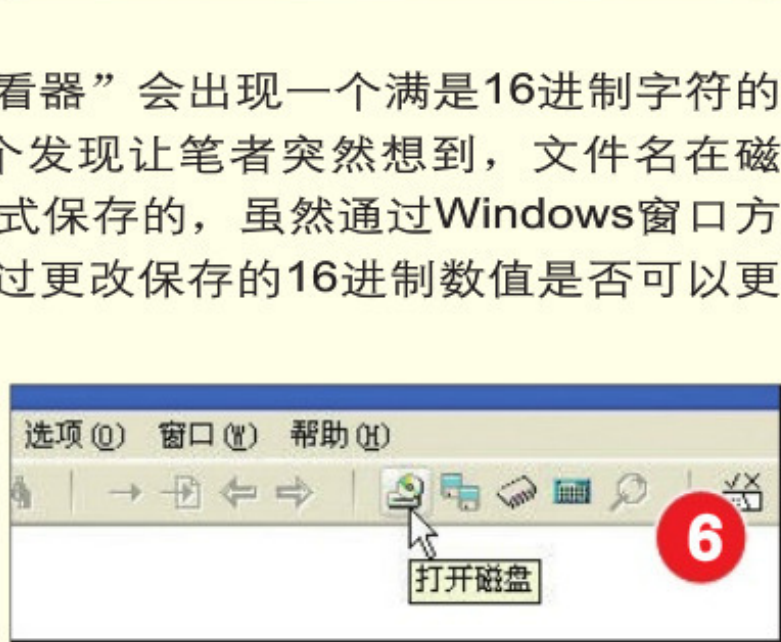 看器”会出现一个满是16进制字符的
个发现让笔者突然想到，文件名在磁
式保存的，虽然通过Windows窗口方
过更改保存的16进制数值是否可以更
选项(O) 窗口(W) 帮助(H)
打开磁盘
6